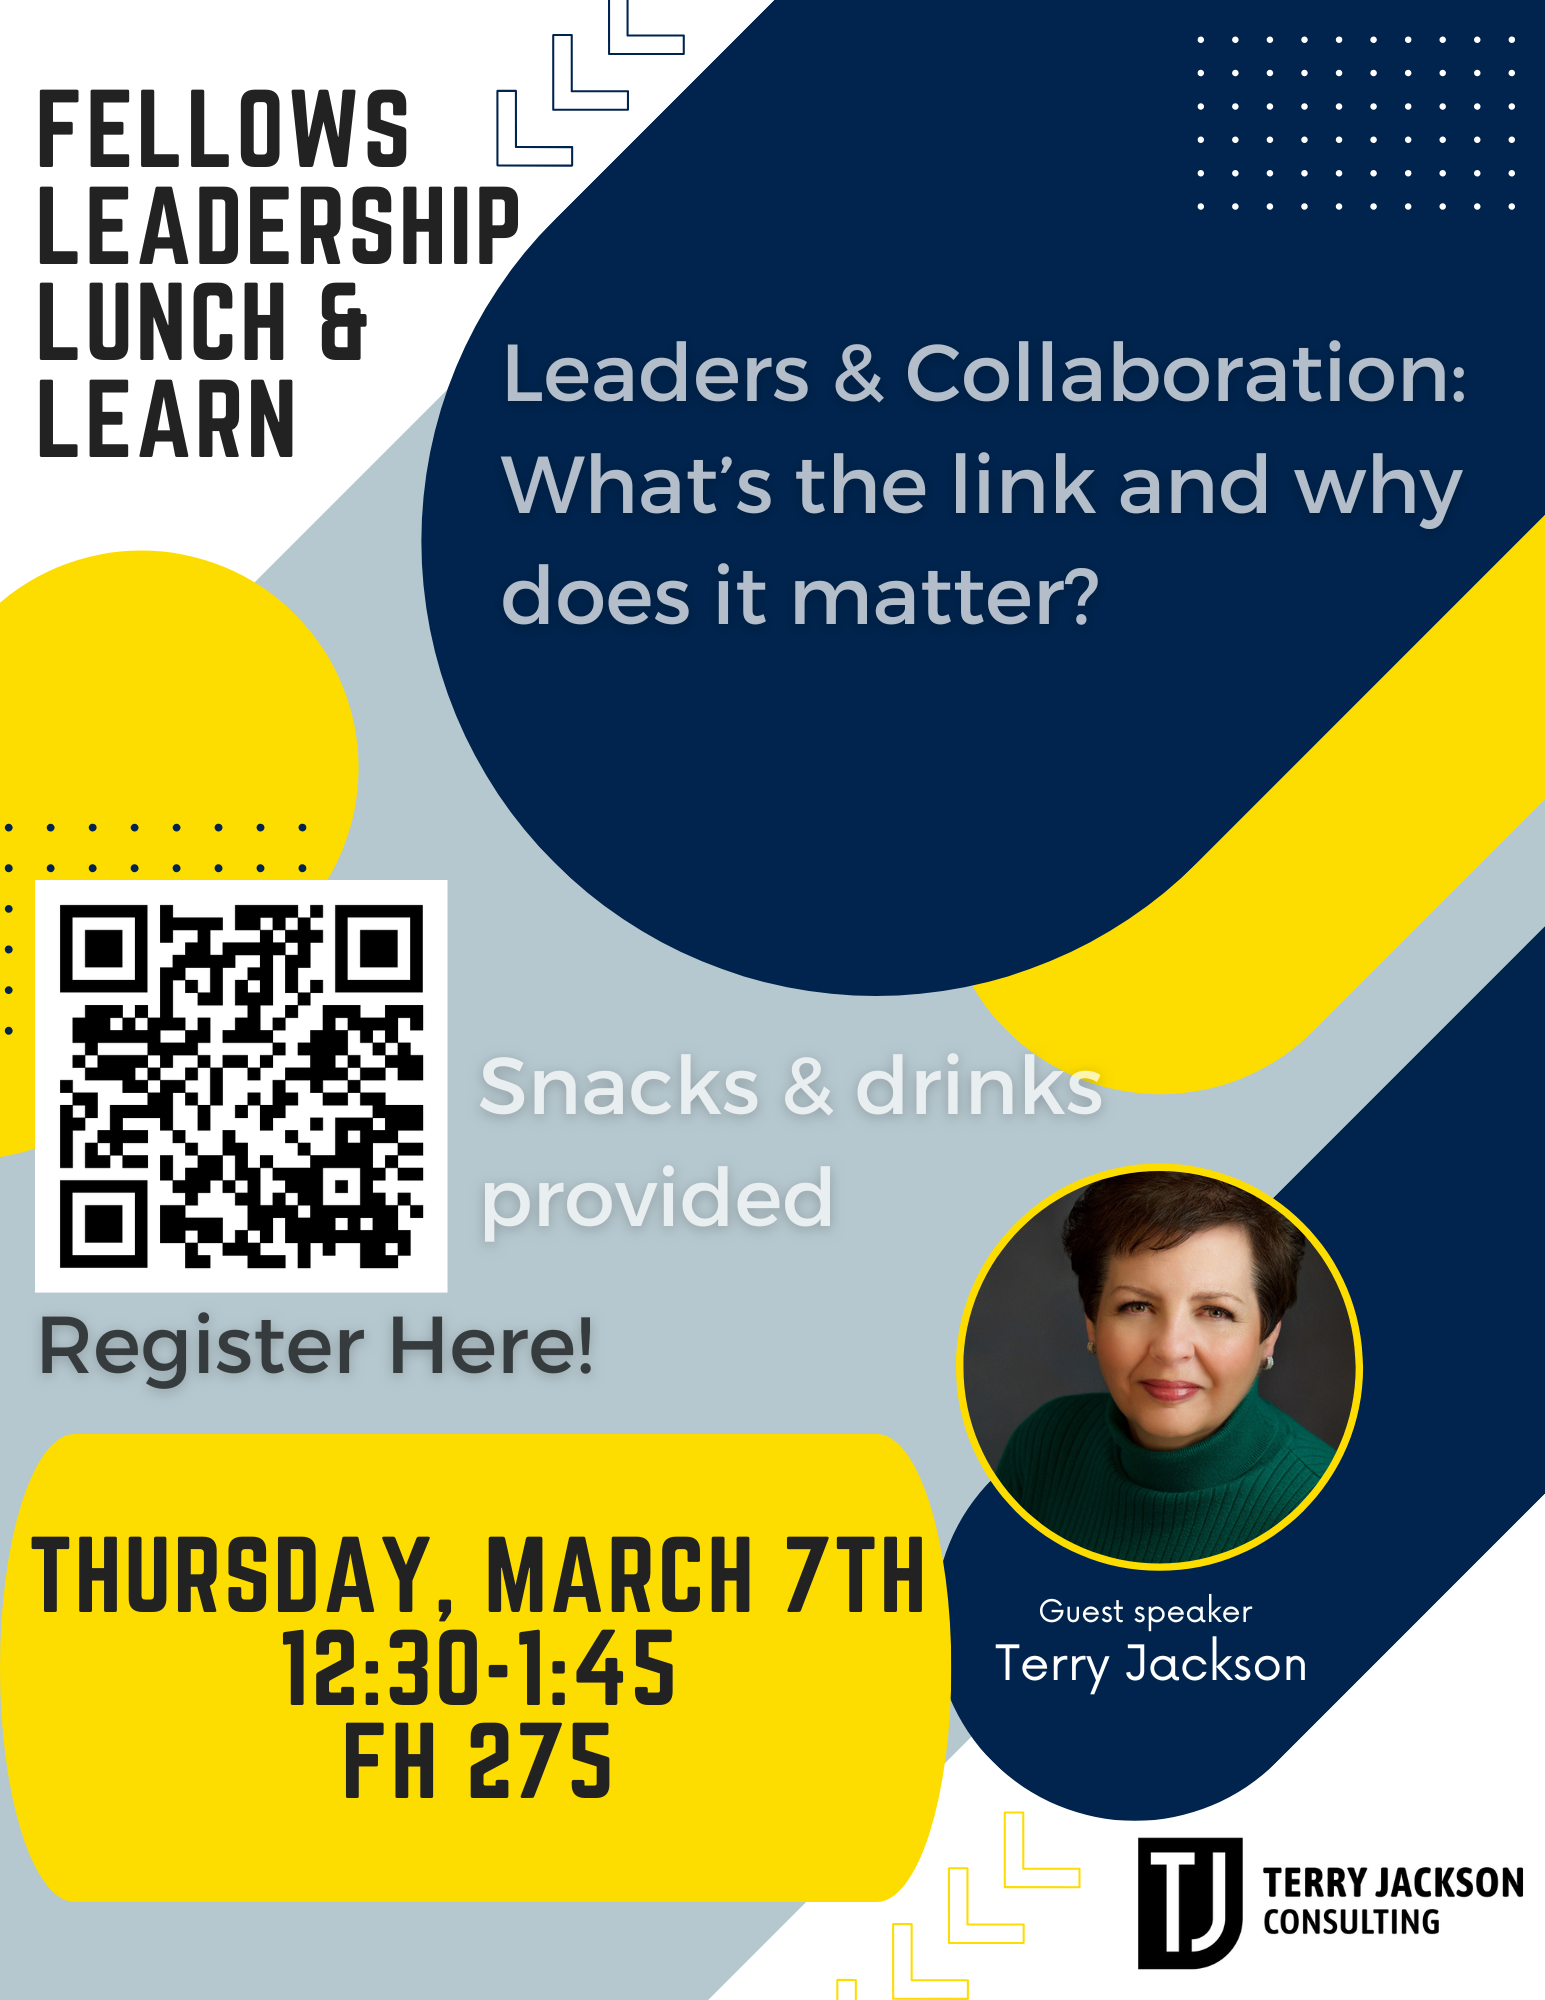 FELLOWS
LEADERSHIP
LUNCH &
LEARN
Leaders & Collaboration:
What’s the link and why
does it matter?
Snacks & drinks
provided
Register Here!
THURSDAY, MARCH 7TH
12:30-1:45
FH 275
Guest speaker
Terry Jackson
TJ
TERRY JACKSON
CONSULTING